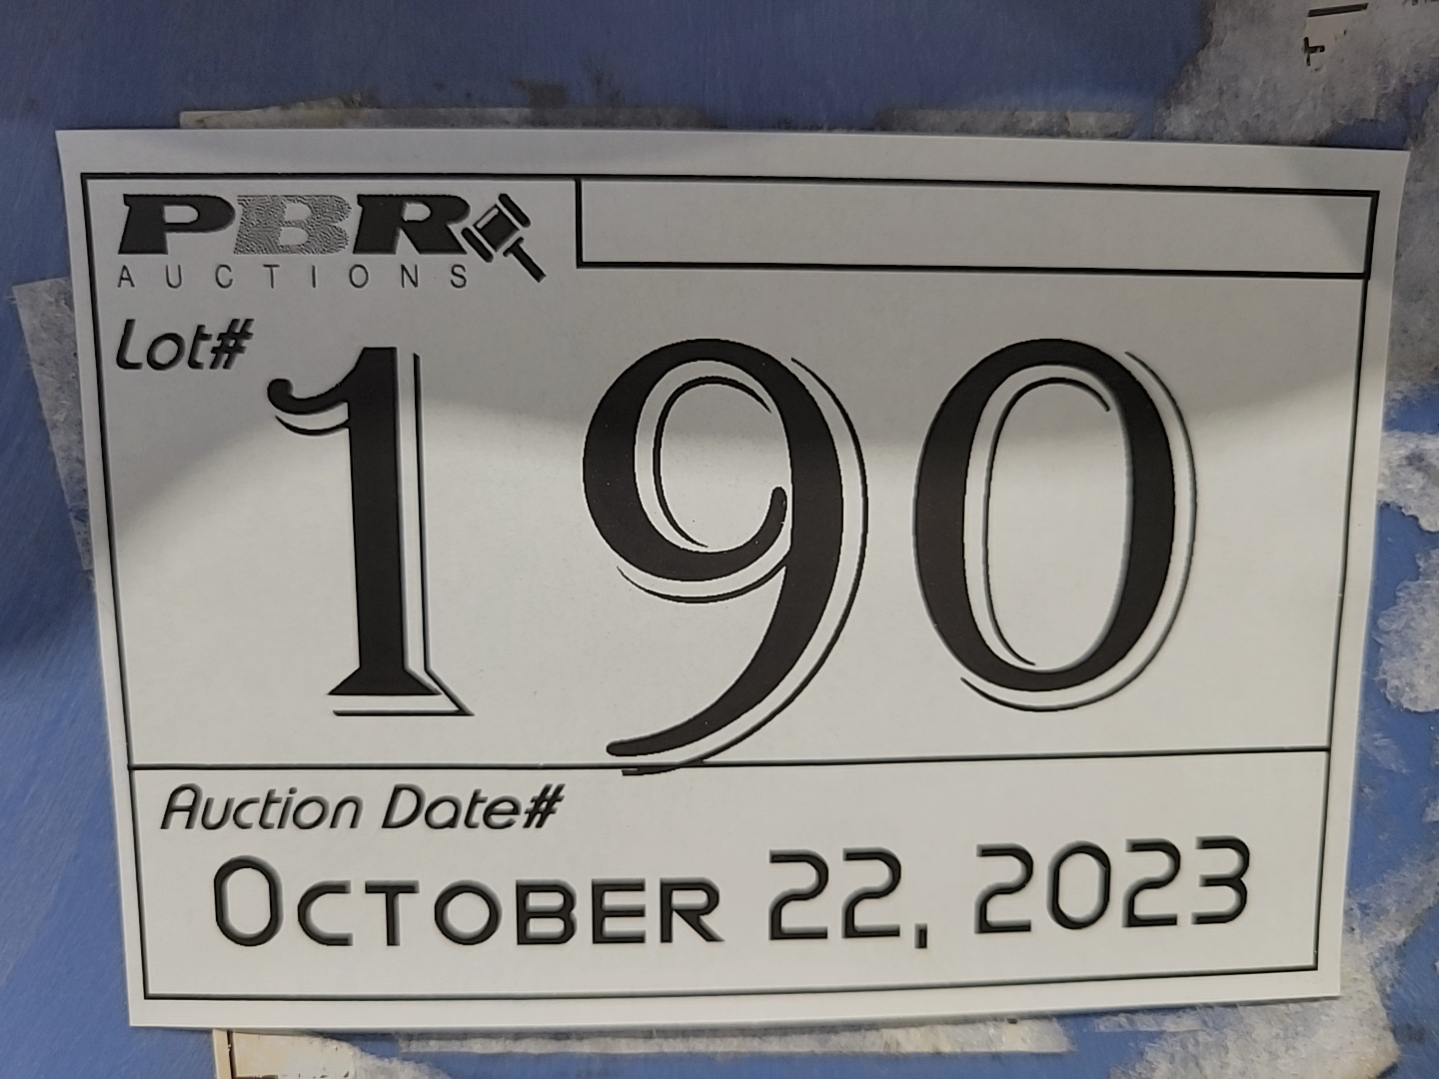 PBR
AUCTIONS
Lot#
190
Auction Date#
October 22, 2023